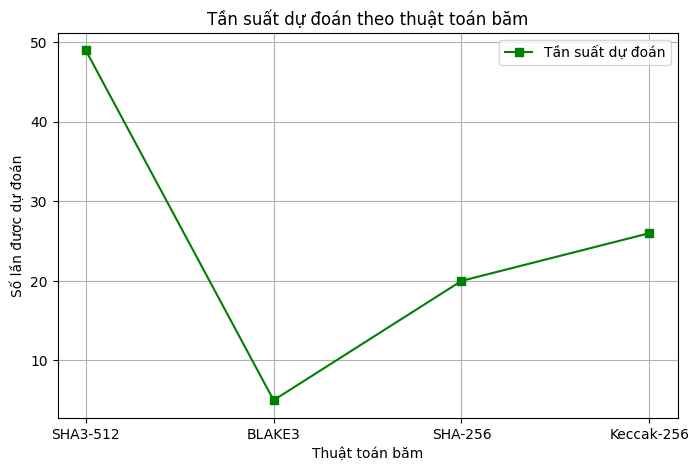 Tần suất dự đoán theo thuật toán băm
Tần suất dự đoán
Số lần được dự đoán
50
40
30
20
10
SHA3-512 BLAKE3 SHA-256 Keccak-256
Thuật toán băm